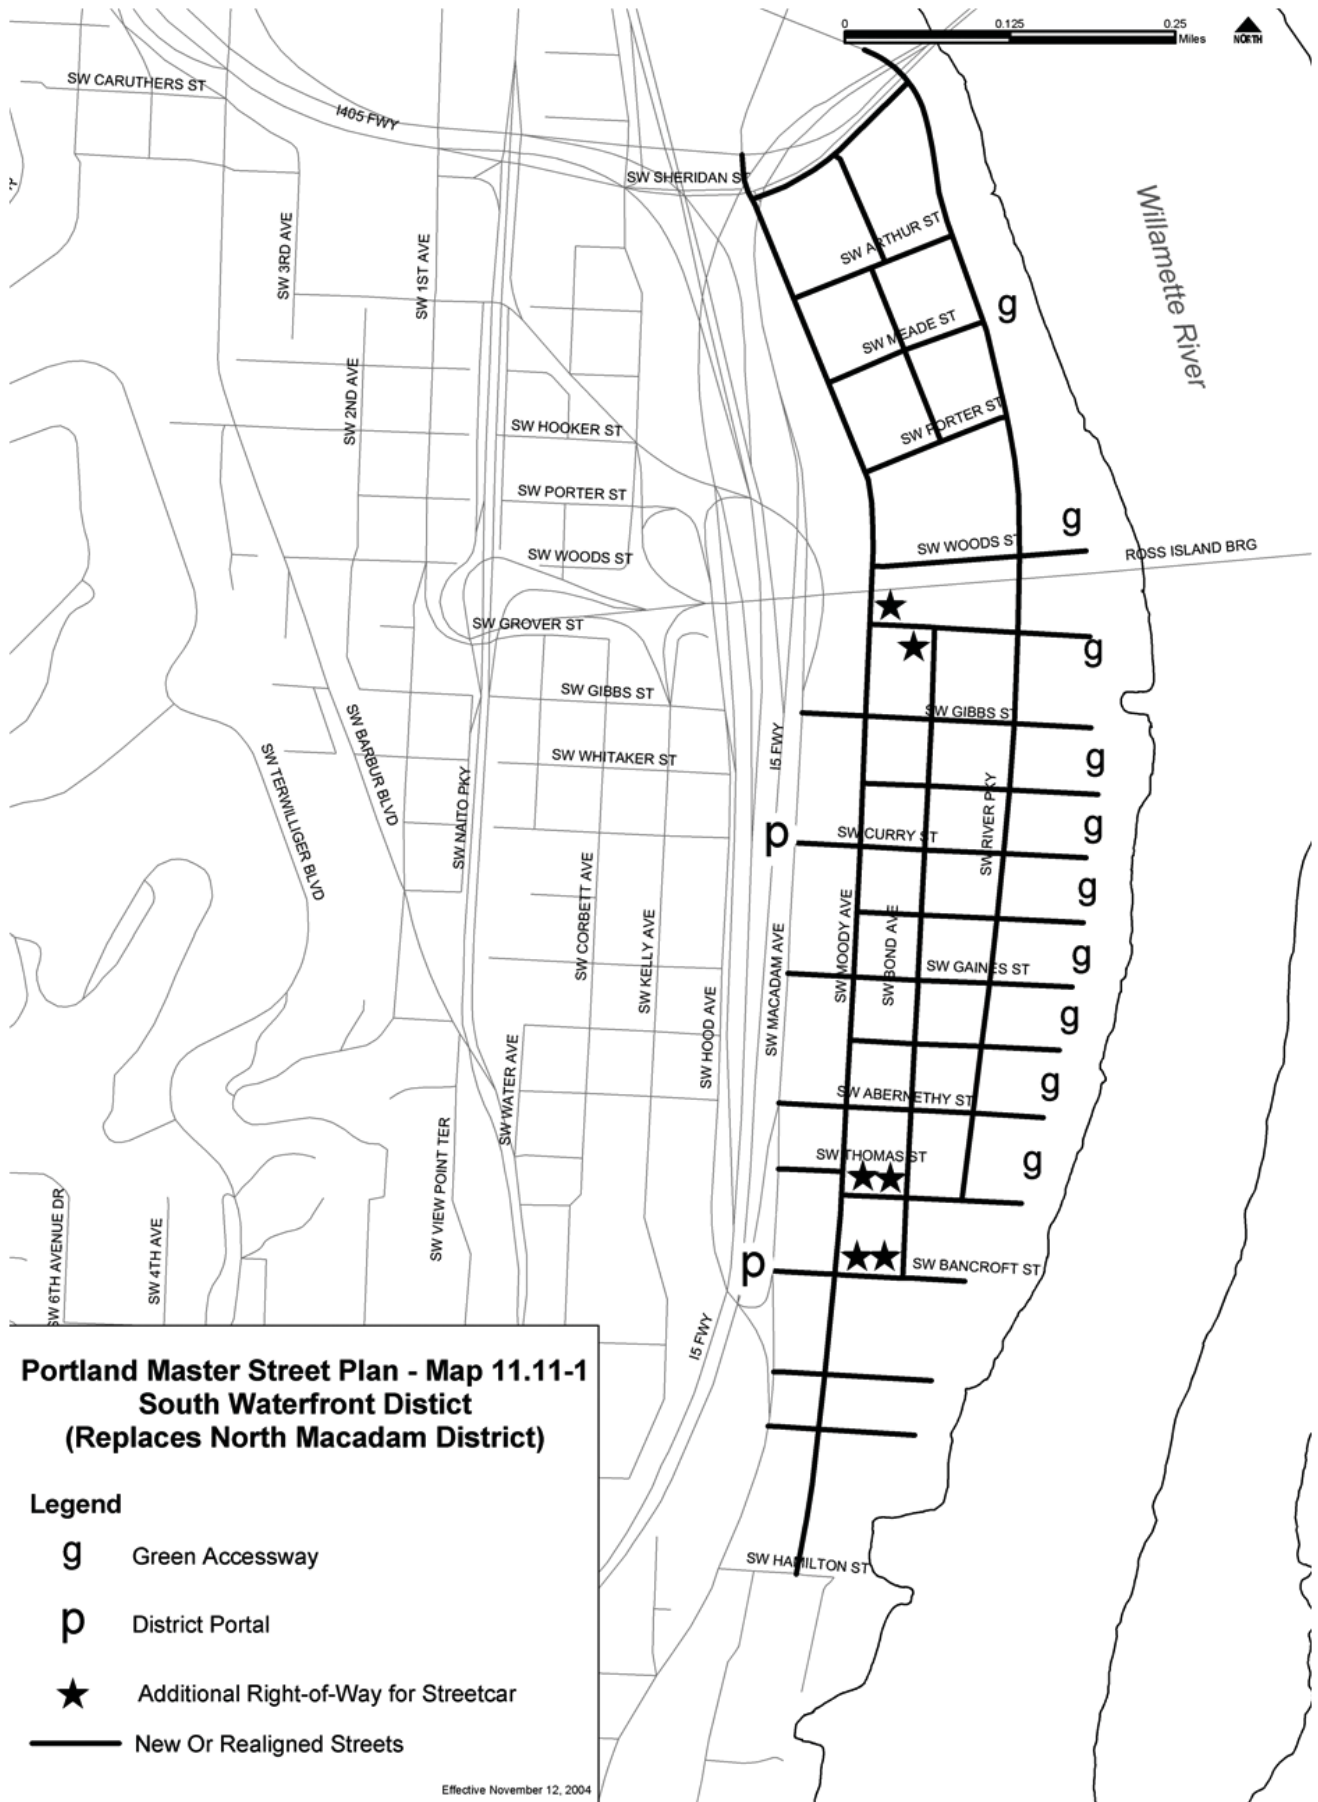 0 0.125 0.25
Miles
NORTH
SW CARUTHERS ST
I405 FWY
SW SHERIDAN ST
Willamette River
SW 3RD AVE
SW 1ST AVE
SW ARTHUR ST
g
SW MEADE ST
SW 2ND AVE
SW HOOKER ST
SW PORTER ST
SW PORTER ST
g
SW WOODS ST
SW WOODS ST
ROSS ISLAND BRG
SW GROVER ST
g
SW GIBBS ST
SW GIBBS ST
SW BARBUR BLVD
SW TERWILLIGER BLVD
SW NAITO PKY
SW WHITAKER ST
I5 FWY
g
SW RIVER PKY
p
SW CURRY ST
g
g
SW CORBETT AVE
SW KELLY AVE
SW MOODY AVE
SW BOND AVE
SW MACADAM AVE
SW GAINES ST
g
SW HOOD AVE
g
SW WATER AVE
SW ABERNETHY ST
g
SW VIEW POINT TER
SW THOMAS ST
g
SW 6TH AVENUE DR
SW 4TH AVE
p
SW BANCROFT ST
I5 FWY
SW HAMILTON ST
Portland Master Street Plan - Map 11.11-1
South Waterfront Distict
(Replaces North Macadam District)
Legend
g Green Accessway
p District Portal
Additional Right-of-Way for Streetcar
New Or Realigned Streets
Effective November 12, 2004